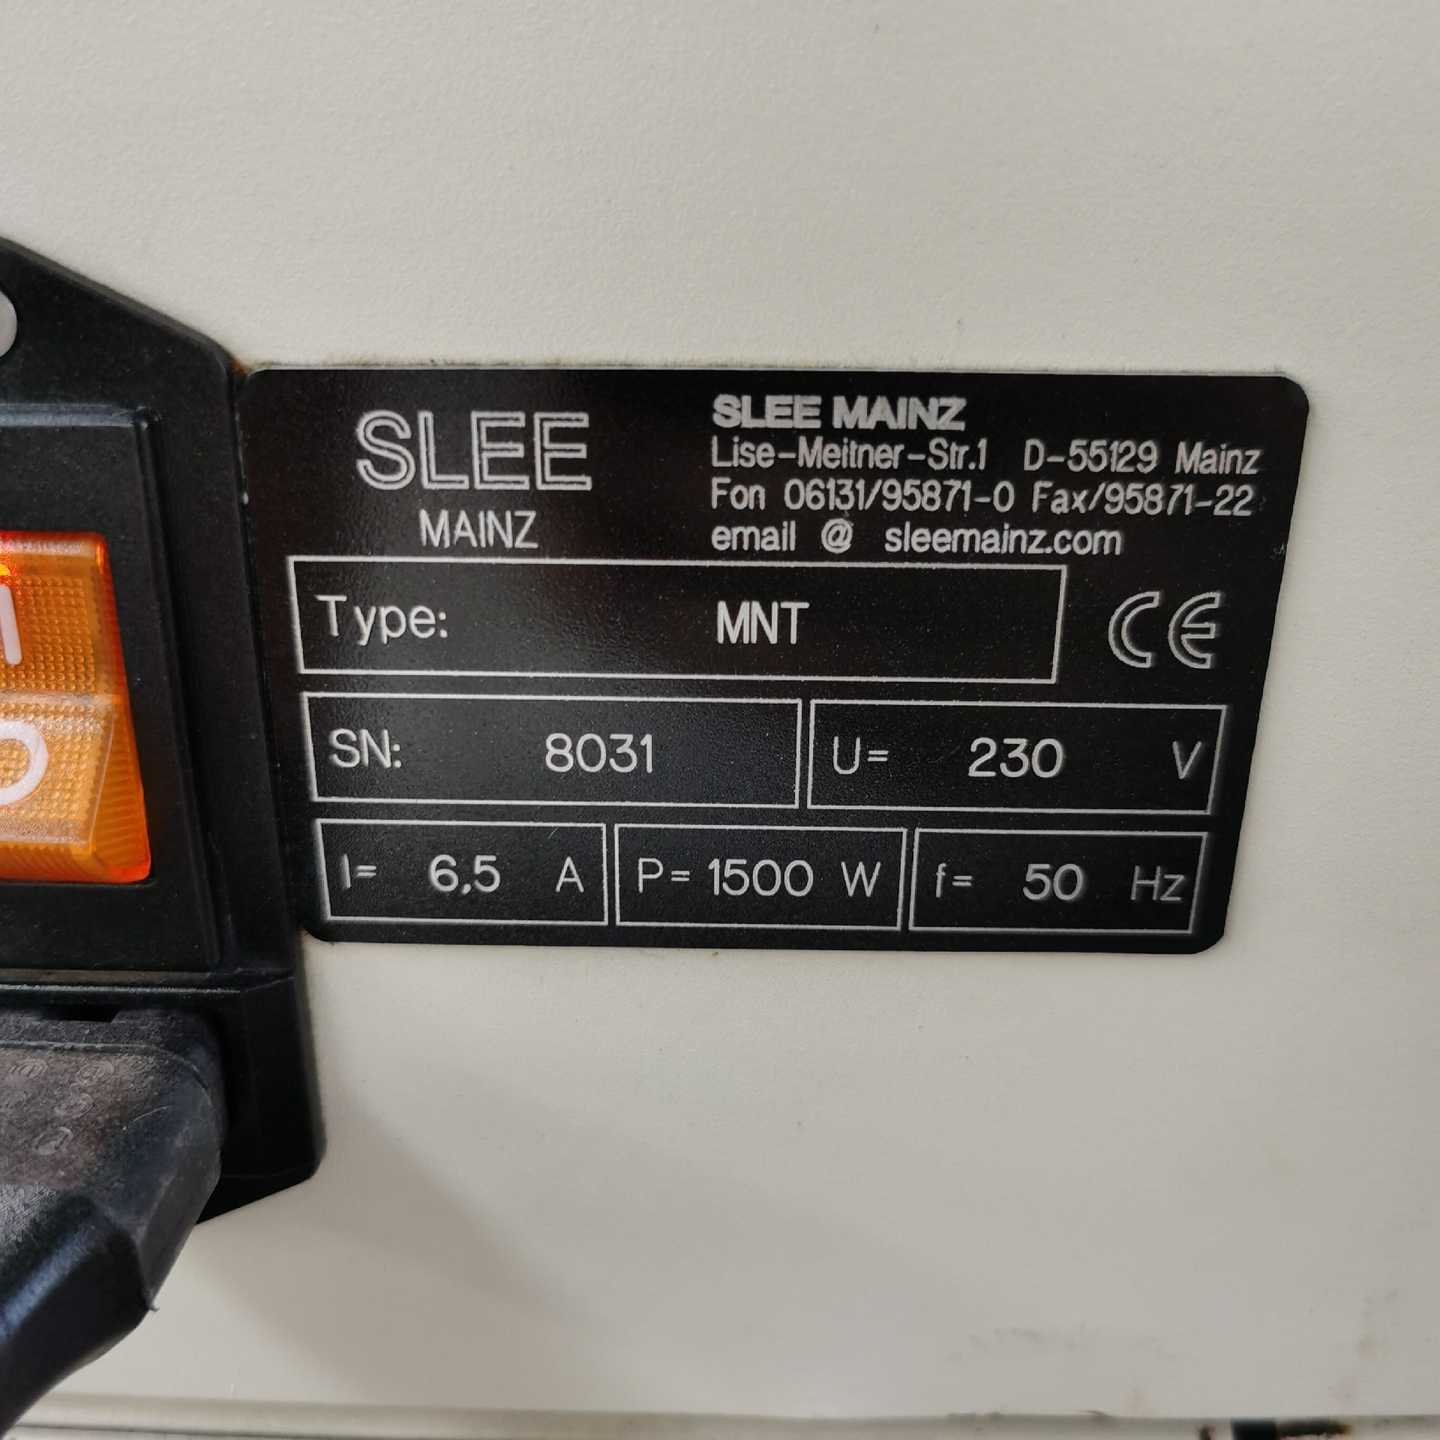 SLEE
MAINZ
SLEE MAINZ
Lise-Meitner-Str.1 D-55129 Mainz
Fon 06131/95871-0 Fax/95871-22
email @ sleemainz.com
Type: MNT
CE
SN: 8031
U= 230 V
I= 6,5 A
P= 1500 W
f= 50 Hz
I
O